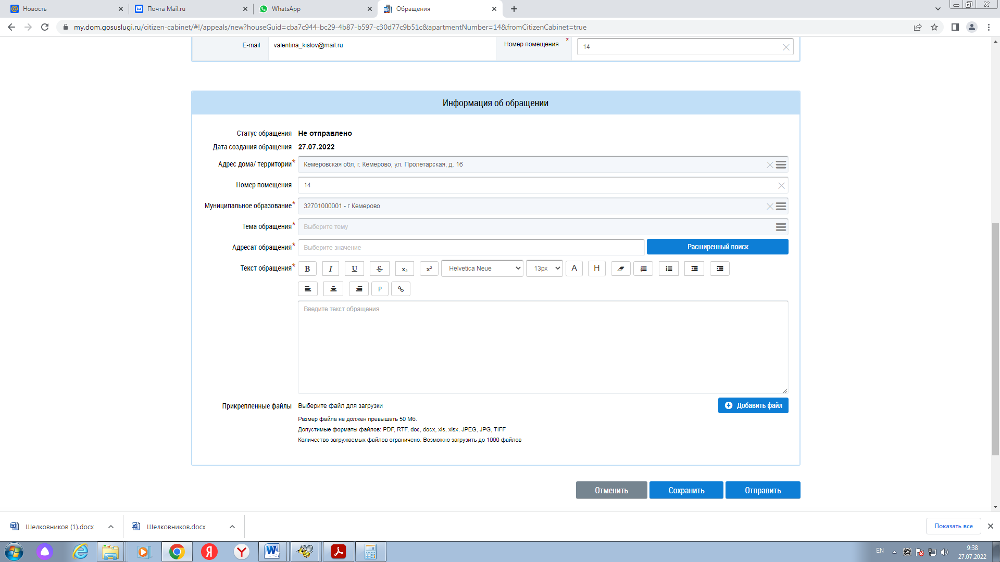 Новость
Почта Mail.ru
WhatsApp
Обращения
my.dom.gosuslugi.ru/citizen-cabinet/#!/appeals/new?houseGuid=cba7c944-bc29-4b87-b597-c30d77c9b51c&apartmentNumber=14&fromCitizenCabinet=true
E-mail valentina_kislov@mail.ru Номер помещения * 14
Информация об обращении
Статус обращения Не отправлено
Дата создания обращения 27.07.2022
Адрес дома/ территории* Кемеровская обл, г. Кемерово, ул. Пролетарская, д. 16
Номер помещения 14
Муниципальное образование* 32701000001 - г Кемерово
Тема обращения* Выберите тему
Адресат обращения* Выберите значение Расширенный поиск
Текст обращения* B I U S x₂ x² Helvetica Neue 13px A H
P
Введите текст обращения
Прикрепленные файлы Выберите файл для загрузки Добавить файл
Размер файла не должен превышать 50 Мб.
Допустимые форматы файлов: PDF, RTF, doc, docx, xls, xlsx, JPEG, JPG, TIFF
Количество загружаемых файлов ограничено. Возможно загрузить до 1000 файлов
Отменить Сохранить Отправить
Шелковников (1).docx Шелковников.docx Показать все
EN 9:38
27.07.2022